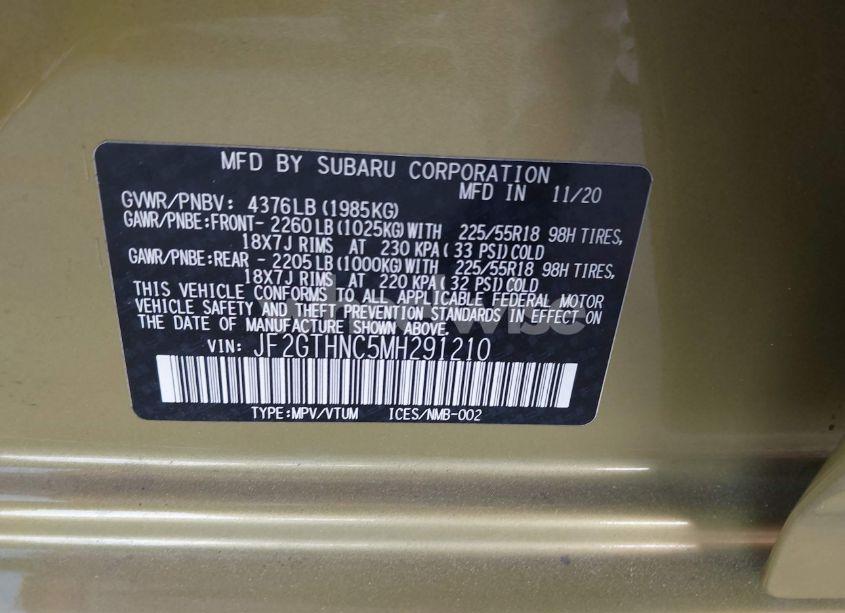 MFD BY SUBARU CORPORATION
MFD IN 11/20
GVWR/PNBV: 4376LB(1985KG)
GAWR/PNBE:FRONT- 2260LB(1025KG)WITH 225/55R18 98H TIRES,
18X7J RIMS AT 230 KPA(33 PSI)COLD
GAWR/PNBE:REAR - 2205LB(1000KG)WITH 225/55R18 98H TIRES,
18X7J RIMS AT 220 KPA(32 PSI)COLD
THIS VEHICLE CONFORMS TO ALL APPLICABLE FEDERAL MOTOR
VEHICLE SAFETY AND THEFT PREVENTION STANDARDS IN EFFECT ON
THE DATE OF MANUFACTURE SHOWN ABOVE.
VIN: JF2GTHNC5MH291210
TYPE:MPV/VTUM ICES/NMB-002